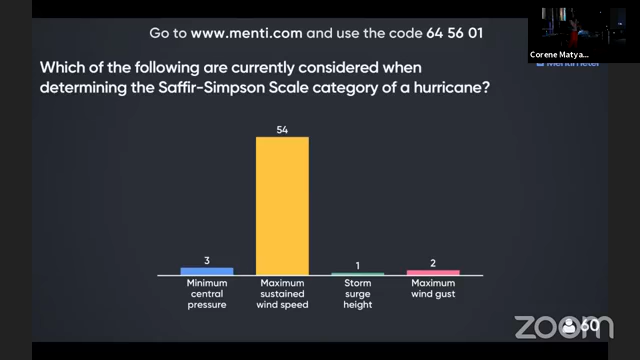 Go to www.menti.com and use the code 64 56 01
Corene Matya...
Mentimeter
Which of the following are currently considered when
determining the Saffir-Simpson Scale category of a hurricane?
54
3
1
2
Minimum
central
pressure
Maximum
sustained
wind speed
Storm
surge
height
Maximum
wind gust
60
zoom